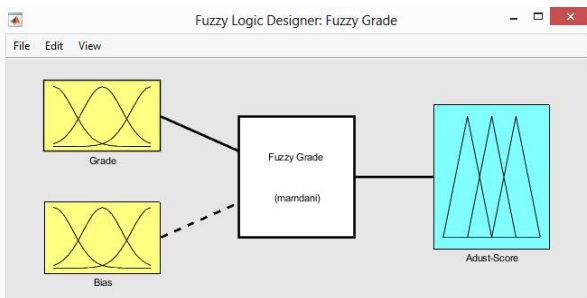 Fuzzy Logic Designer: Fuzzy Grade
File Edit View
Grade
Fuzzy Grade
(mamdani)
Bias
Adust-Score